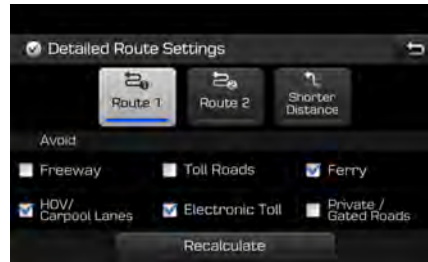 Detailed Route Settings
Route 1
Route 2
Shorter
Distance
Avoid
Freeway
Toll Roads
Ferry
HOV/
Carpool Lanes
Electronic Toll
Private /
Gated Roads
Recalculate